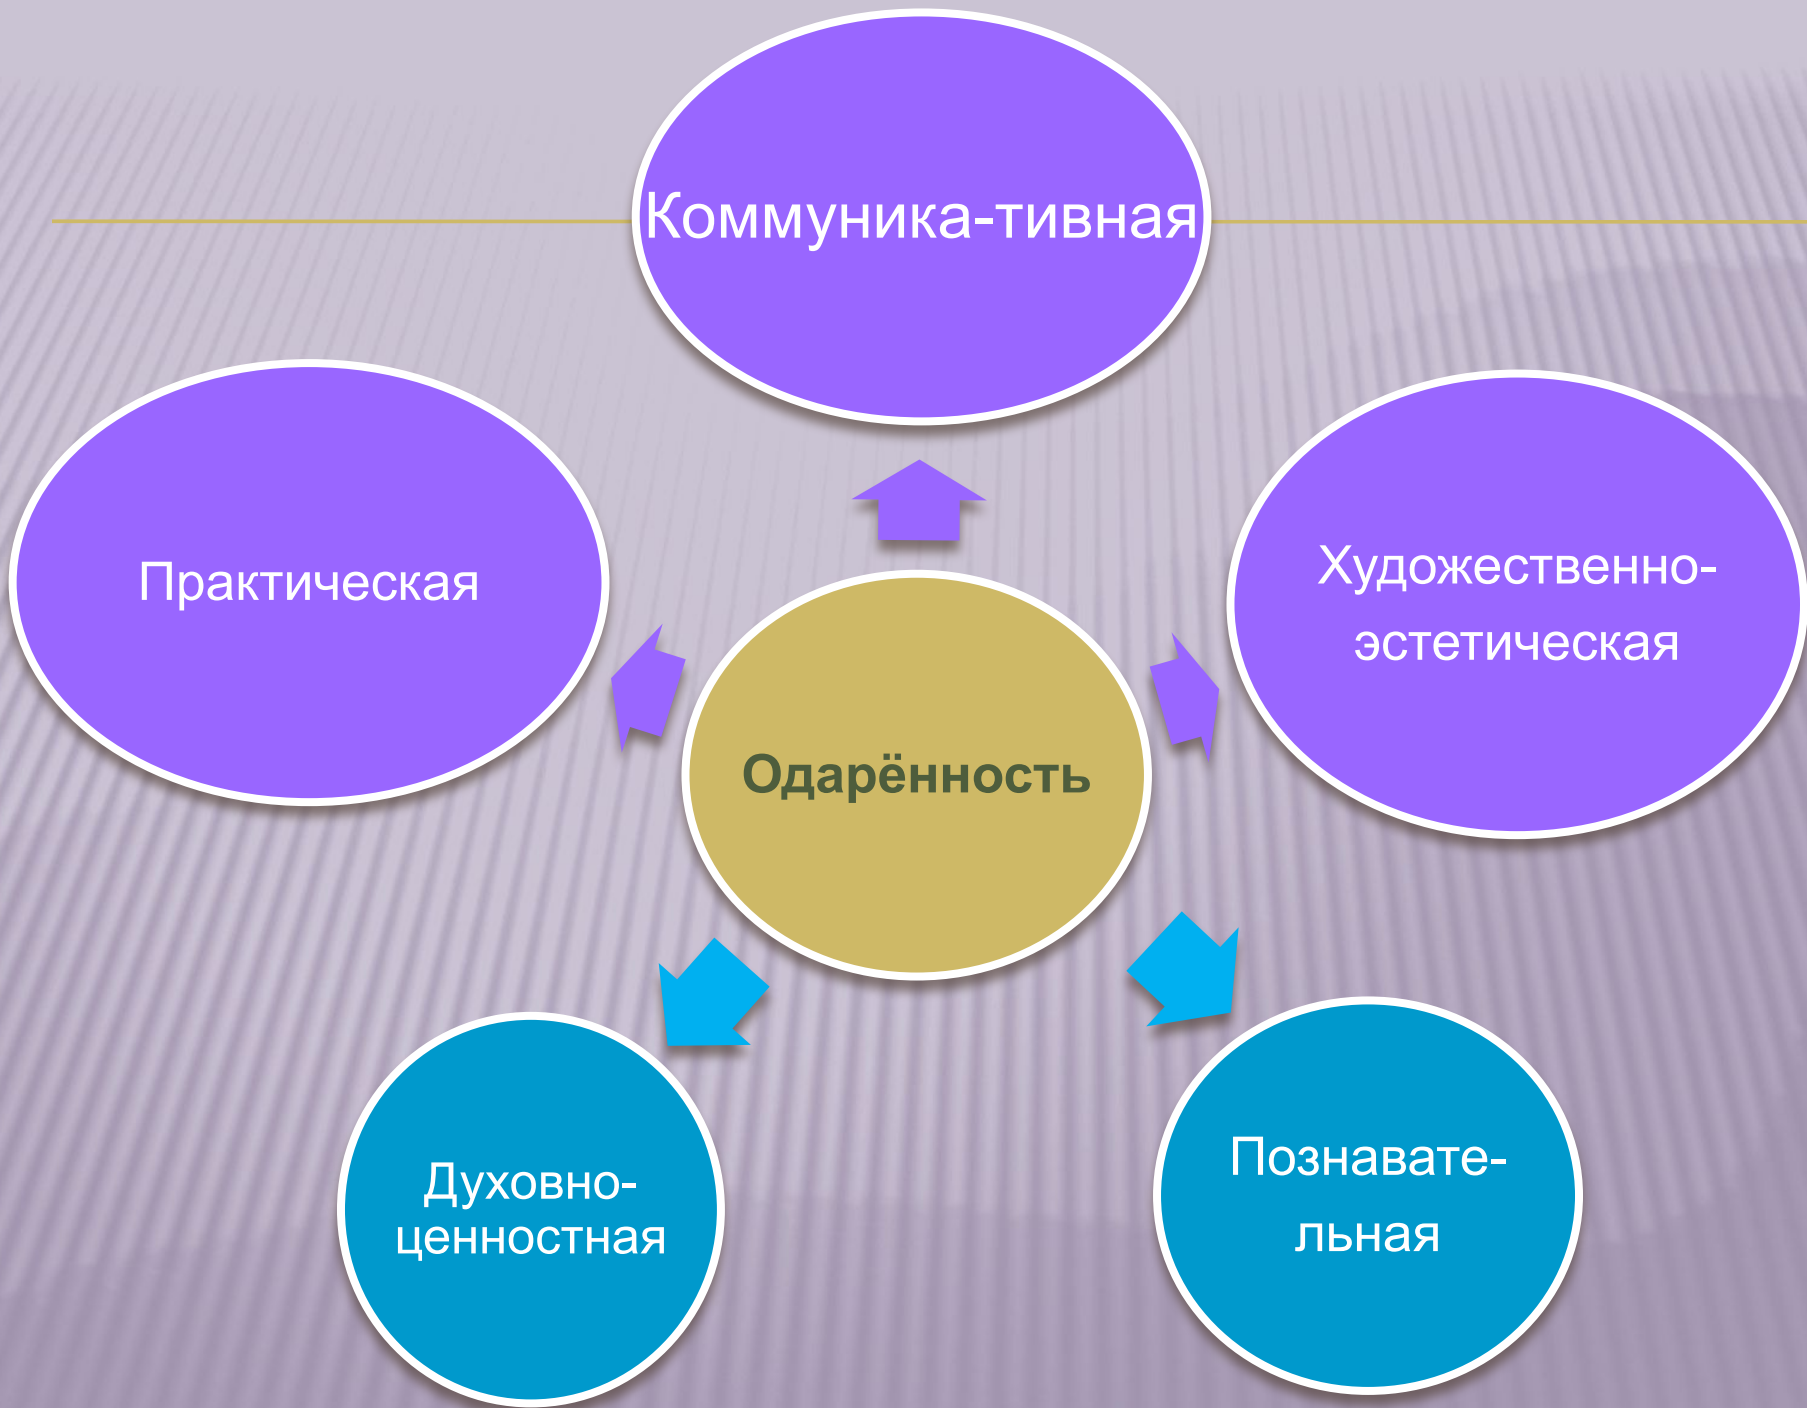 Коммуника-тивная
Практическая
Художественно-
эстетическая
Одарённость
Духовно-
ценностная
Познавате-
льная